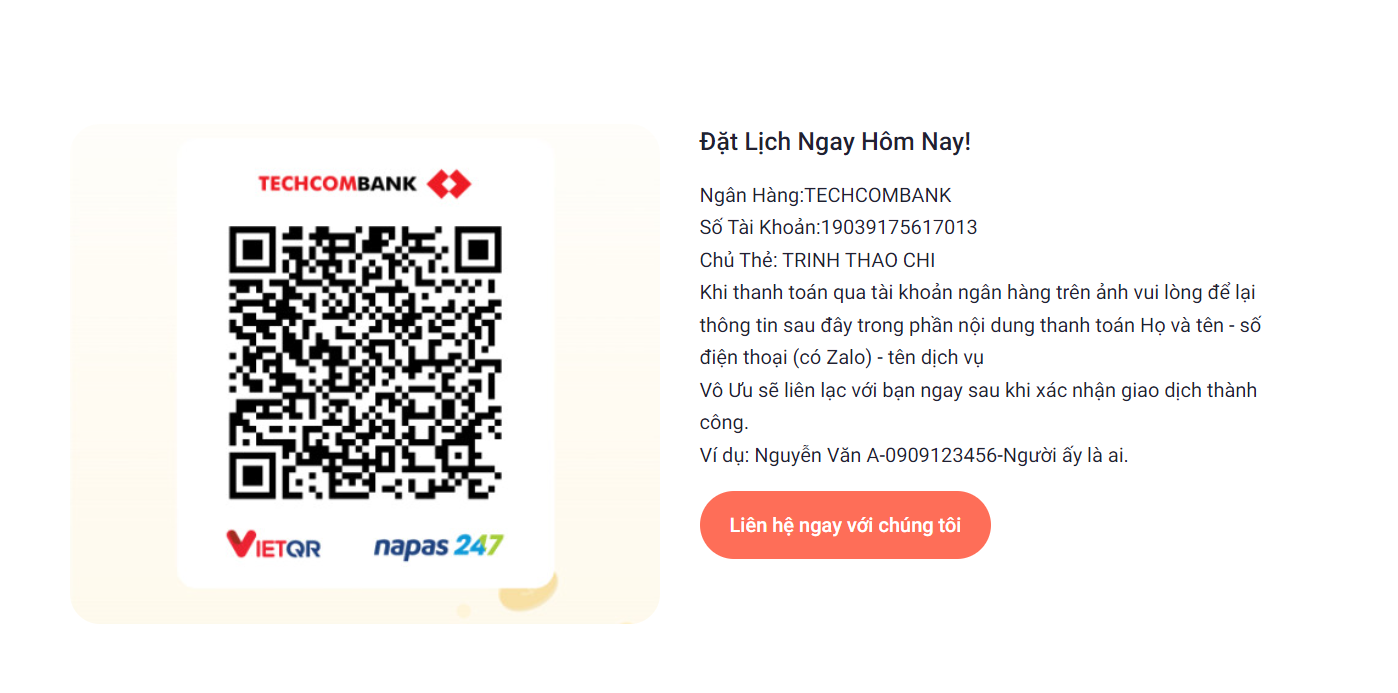 TECHCOMBANK
VIETQR
napas 247
Đặt Lịch Ngay Hôm Nay!
Ngân Hàng:TECHCOMBANK
Số Tài Khoản:19039175617013
Chủ Thẻ: TRINH THAO CHI
Khi thanh toán qua tài khoản ngân hàng trên ảnh vui lòng để lại
thông tin sau đây trong phần nội dung thanh toán Họ và tên - số
điện thoại (có Zalo) - tên dịch vụ
Vô Ưu sẽ liên lạc với bạn ngay sau khi xác nhận giao dịch thành
công.
Ví dụ: Nguyễn Văn A-0909123456-Người ấy là ai.
Liên hệ ngay với chúng tôi